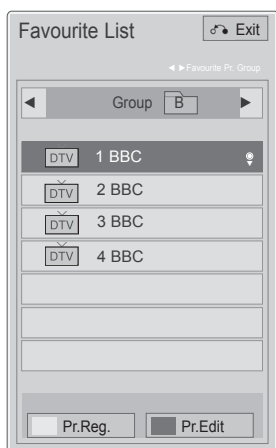 Favourite List
Exit
◄ ►Favourite Pr. Group
◄ Group B ►
DTV 1 BBC
DTV 2 BBC
DTV 3 BBC
DTV 4 BBC
Pr.Reg. Pr.Edit